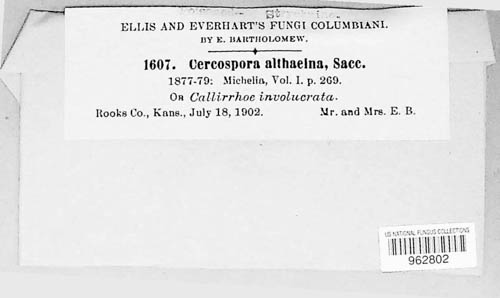 ELLIS AND EVERHART'S FUNGI COLUMBIANI.
BY E. BARTHOLOMEW.
1607. Cercospora althaeina, Sacc.
1877-79: Michelia, Vol. I. p. 269.
On Callirrhoe involucrata.
Rooks Co., Kans., July 18, 1902. Mr. and Mrs. E. B.
US NATIONAL FUNGUS COLLECTIONS
962802